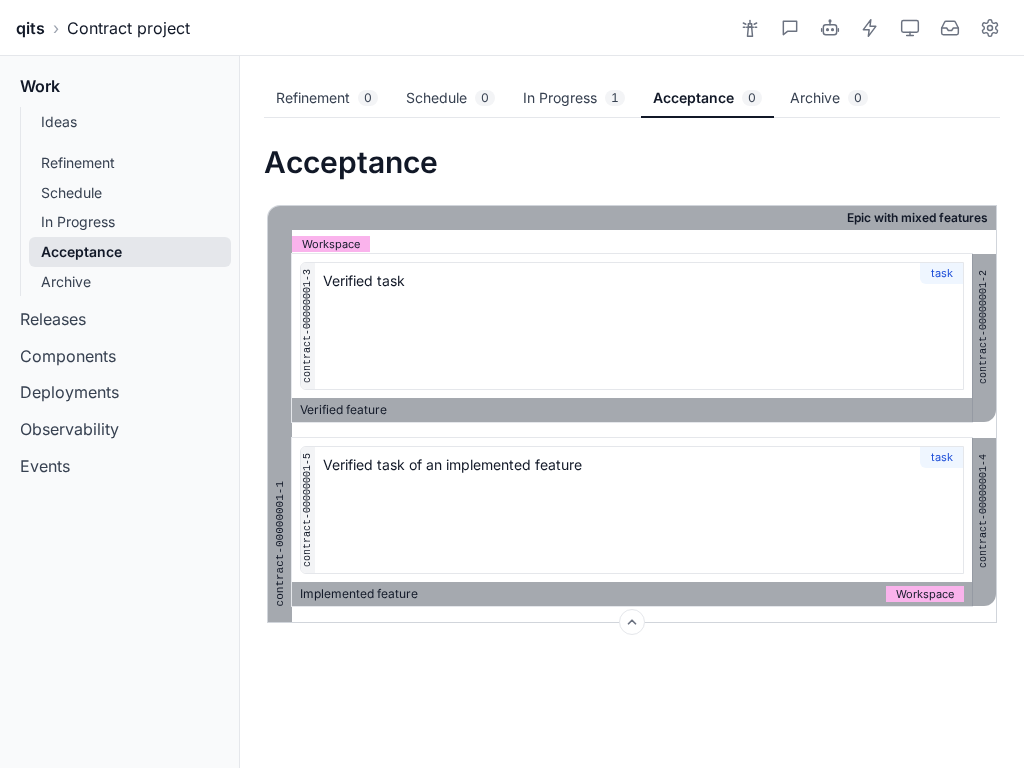 qits › Contract project
Work
Ideas
Refinement
Schedule
In Progress
Acceptance
Archive
Releases
Components
Deployments
Observability
Events
Refinement 0
Schedule 0
In Progress 1
Acceptance 0
Archive 0
Acceptance
Epic with mixed features
contract-00000001-1
Workspace
contract-00000001-3
Verified task
task
contract-00000001-2
Verified feature
contract-00000001-5
Verified task of an implemented feature
task
contract-00000001-4
Implemented feature
Workspace